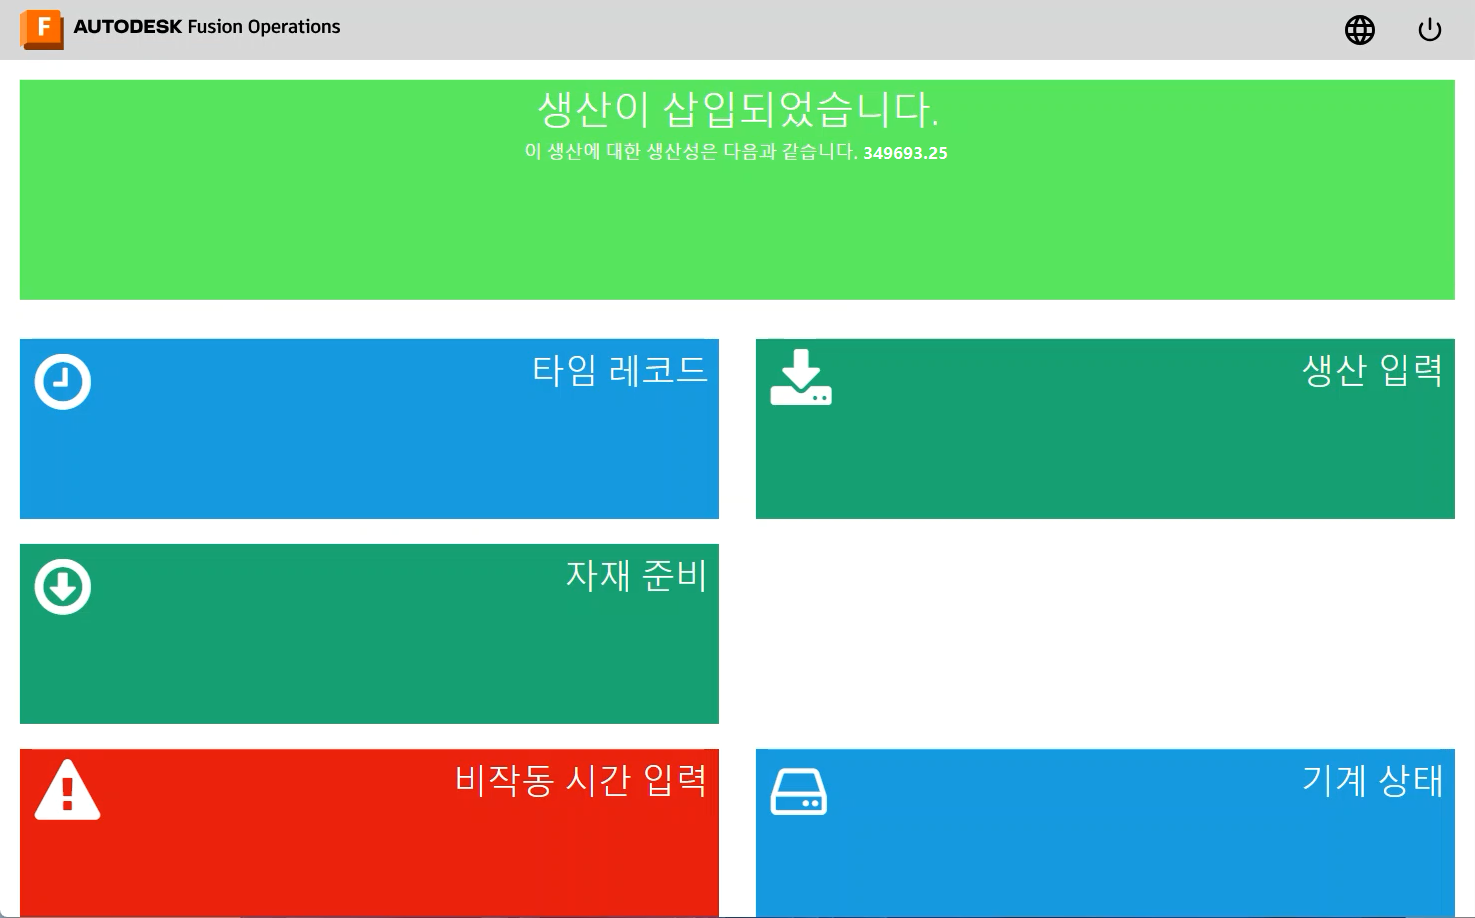 F AUTODESK Fusion Operations
생산이 삽입되었습니다.
이 생산에 대한 생산성은 다음과 같습니다. 349693.25
타임 레코드
생산 입력
자재 준비
비작동 시간 입력
기계 상태